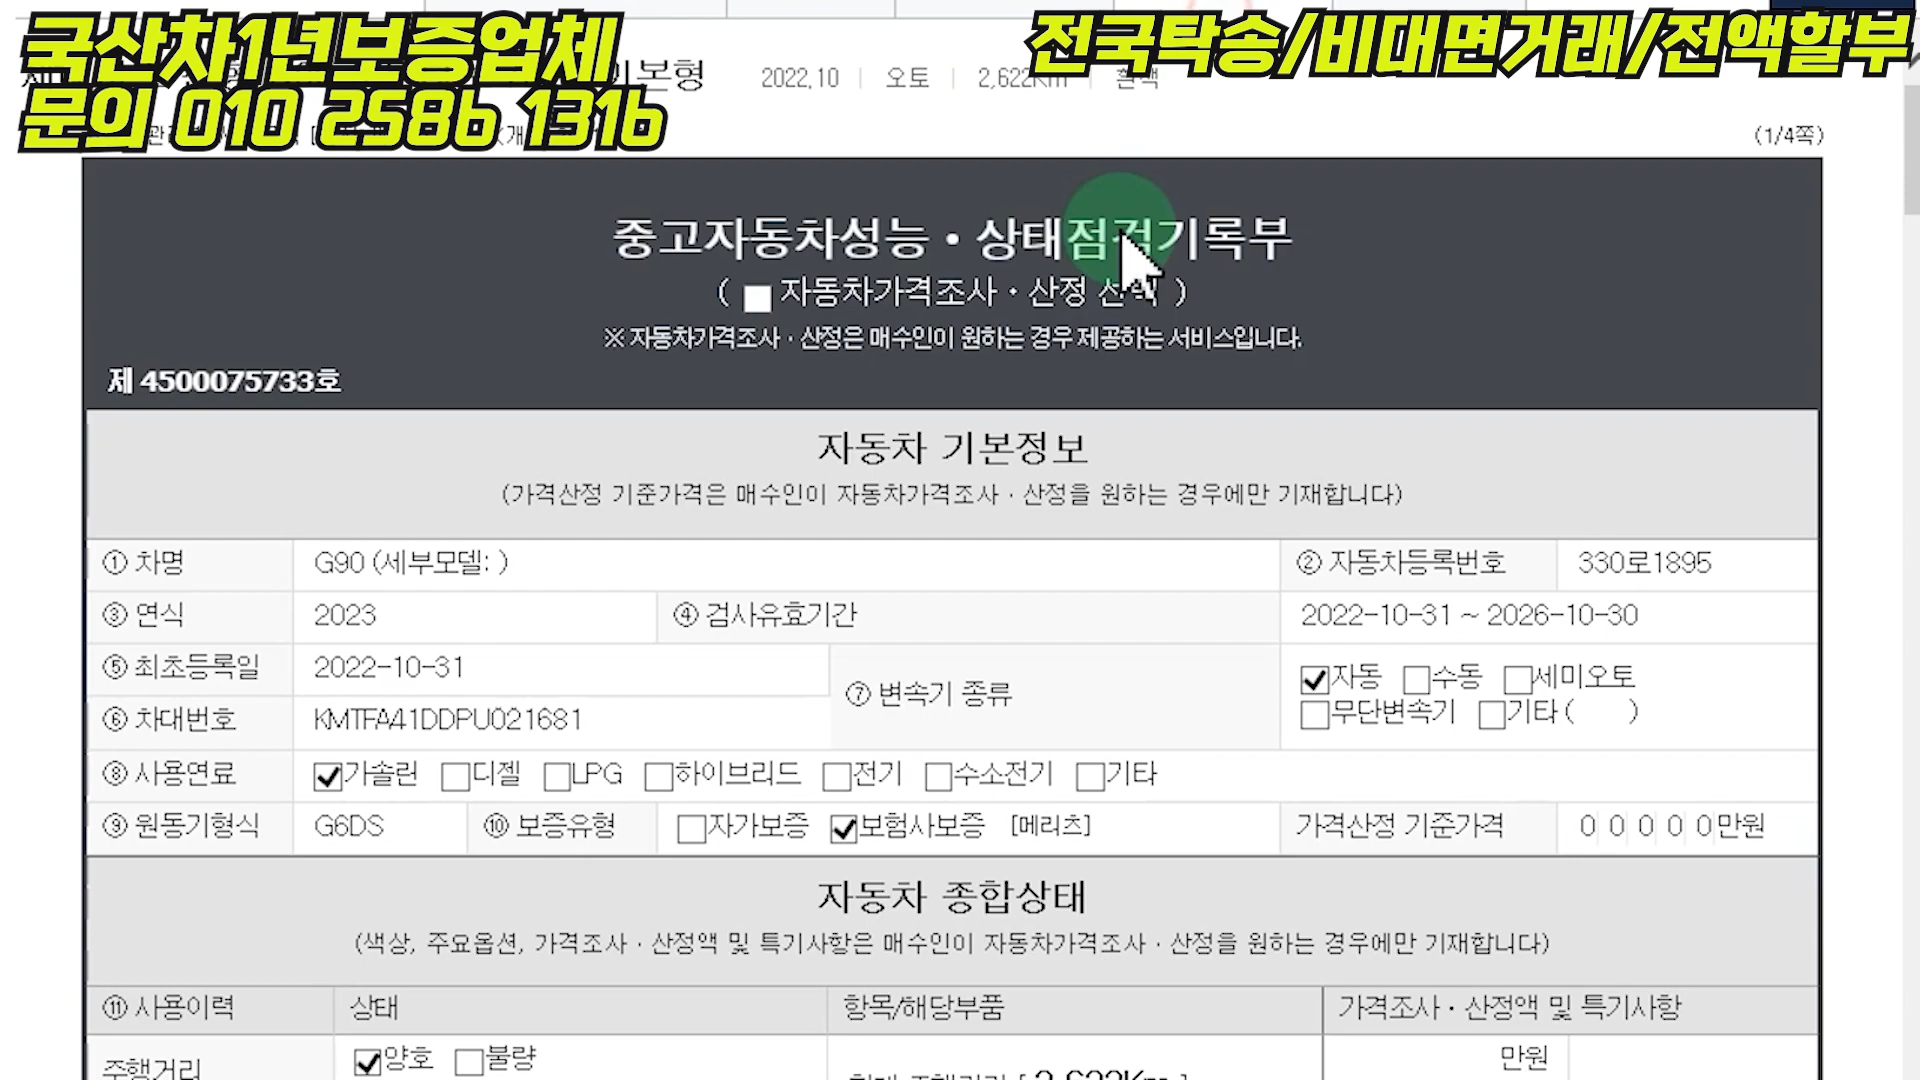 국산차1년보증업체
전국탁송/비대면거래/전액할부
본형 2022,10 오토 2,622Km 흰색
문의 010 2586 1316
(1/4쪽)
중고자동차성능 · 상태점검기록부
( 자동차가격조사 · 산정 선택 )
※ 자동차가격조사 · 산정은 매수인이 원하는 경우 제공하는 서비스입니다.
제 4500075733호
자동차 기본정보
(가격산정 기준가격은 매수인이 자동차가격조사 · 산정을 원하는 경우에만 기재합니다)
① 차명 G90 (세부모델: ) ② 자동차등록번호 330로1895
③ 연식 2023 ④ 검사유효기간 2022-10-31 ~ 2026-10-30
⑤ 최초등록일 2022-10-31
⑦ 변속기 종류 자동 수동 세미오토
무단변속기 기타 ( )
⑥ 차대번호 KMTFA41DDPU021681
⑧ 사용연료 가솔린 디젤 LPG 하이브리드 전기 수소전기 기타
⑨ 원동기형식 G6DS ⑩ 보증유형 자가보증 보험사보증 [메리츠] 가격산정 기준가격 0 0 0 0 0만원
자동차 종합상태
(색상, 주요옵션, 가격조사 · 산정액 및 특기사항은 매수인이 자동차가격조사 · 산정을 원하는 경우에만 기재합니다)
⑪ 사용이력 상태 항목/해당부품 가격조사 · 산정액 및 특기사항
주행거리 양호 불량 만원